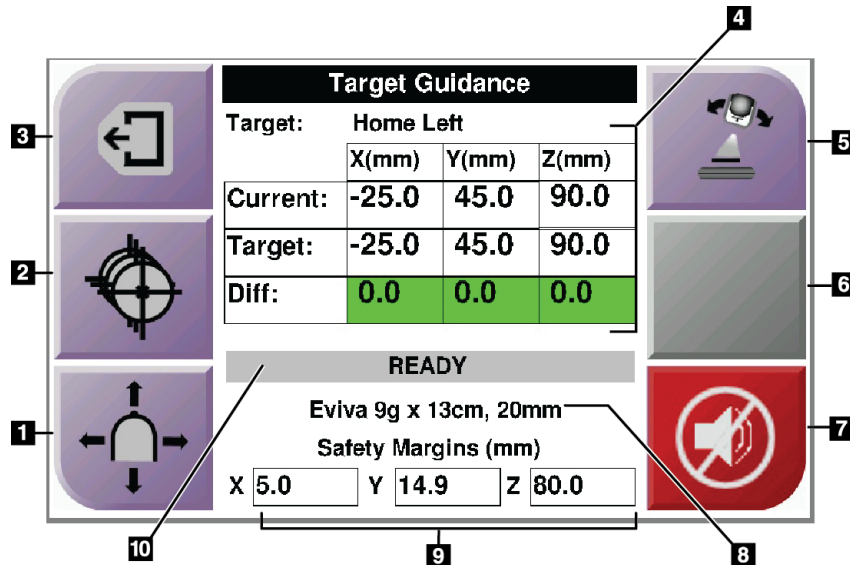 4
Target Guidance
3
Target: Home Left
5
X(mm) Y(mm) Z(mm)
Current: -25.0 45.0 90.0
Target: -25.0 45.0 90.0
2
6
Diff: 0.0 0.0 0.0
READY
Eviva 9g x 13cm, 20mm
1
7
Safety Margins (mm)
X 5.0 Y 14.9 Z 80.0
10
9
8